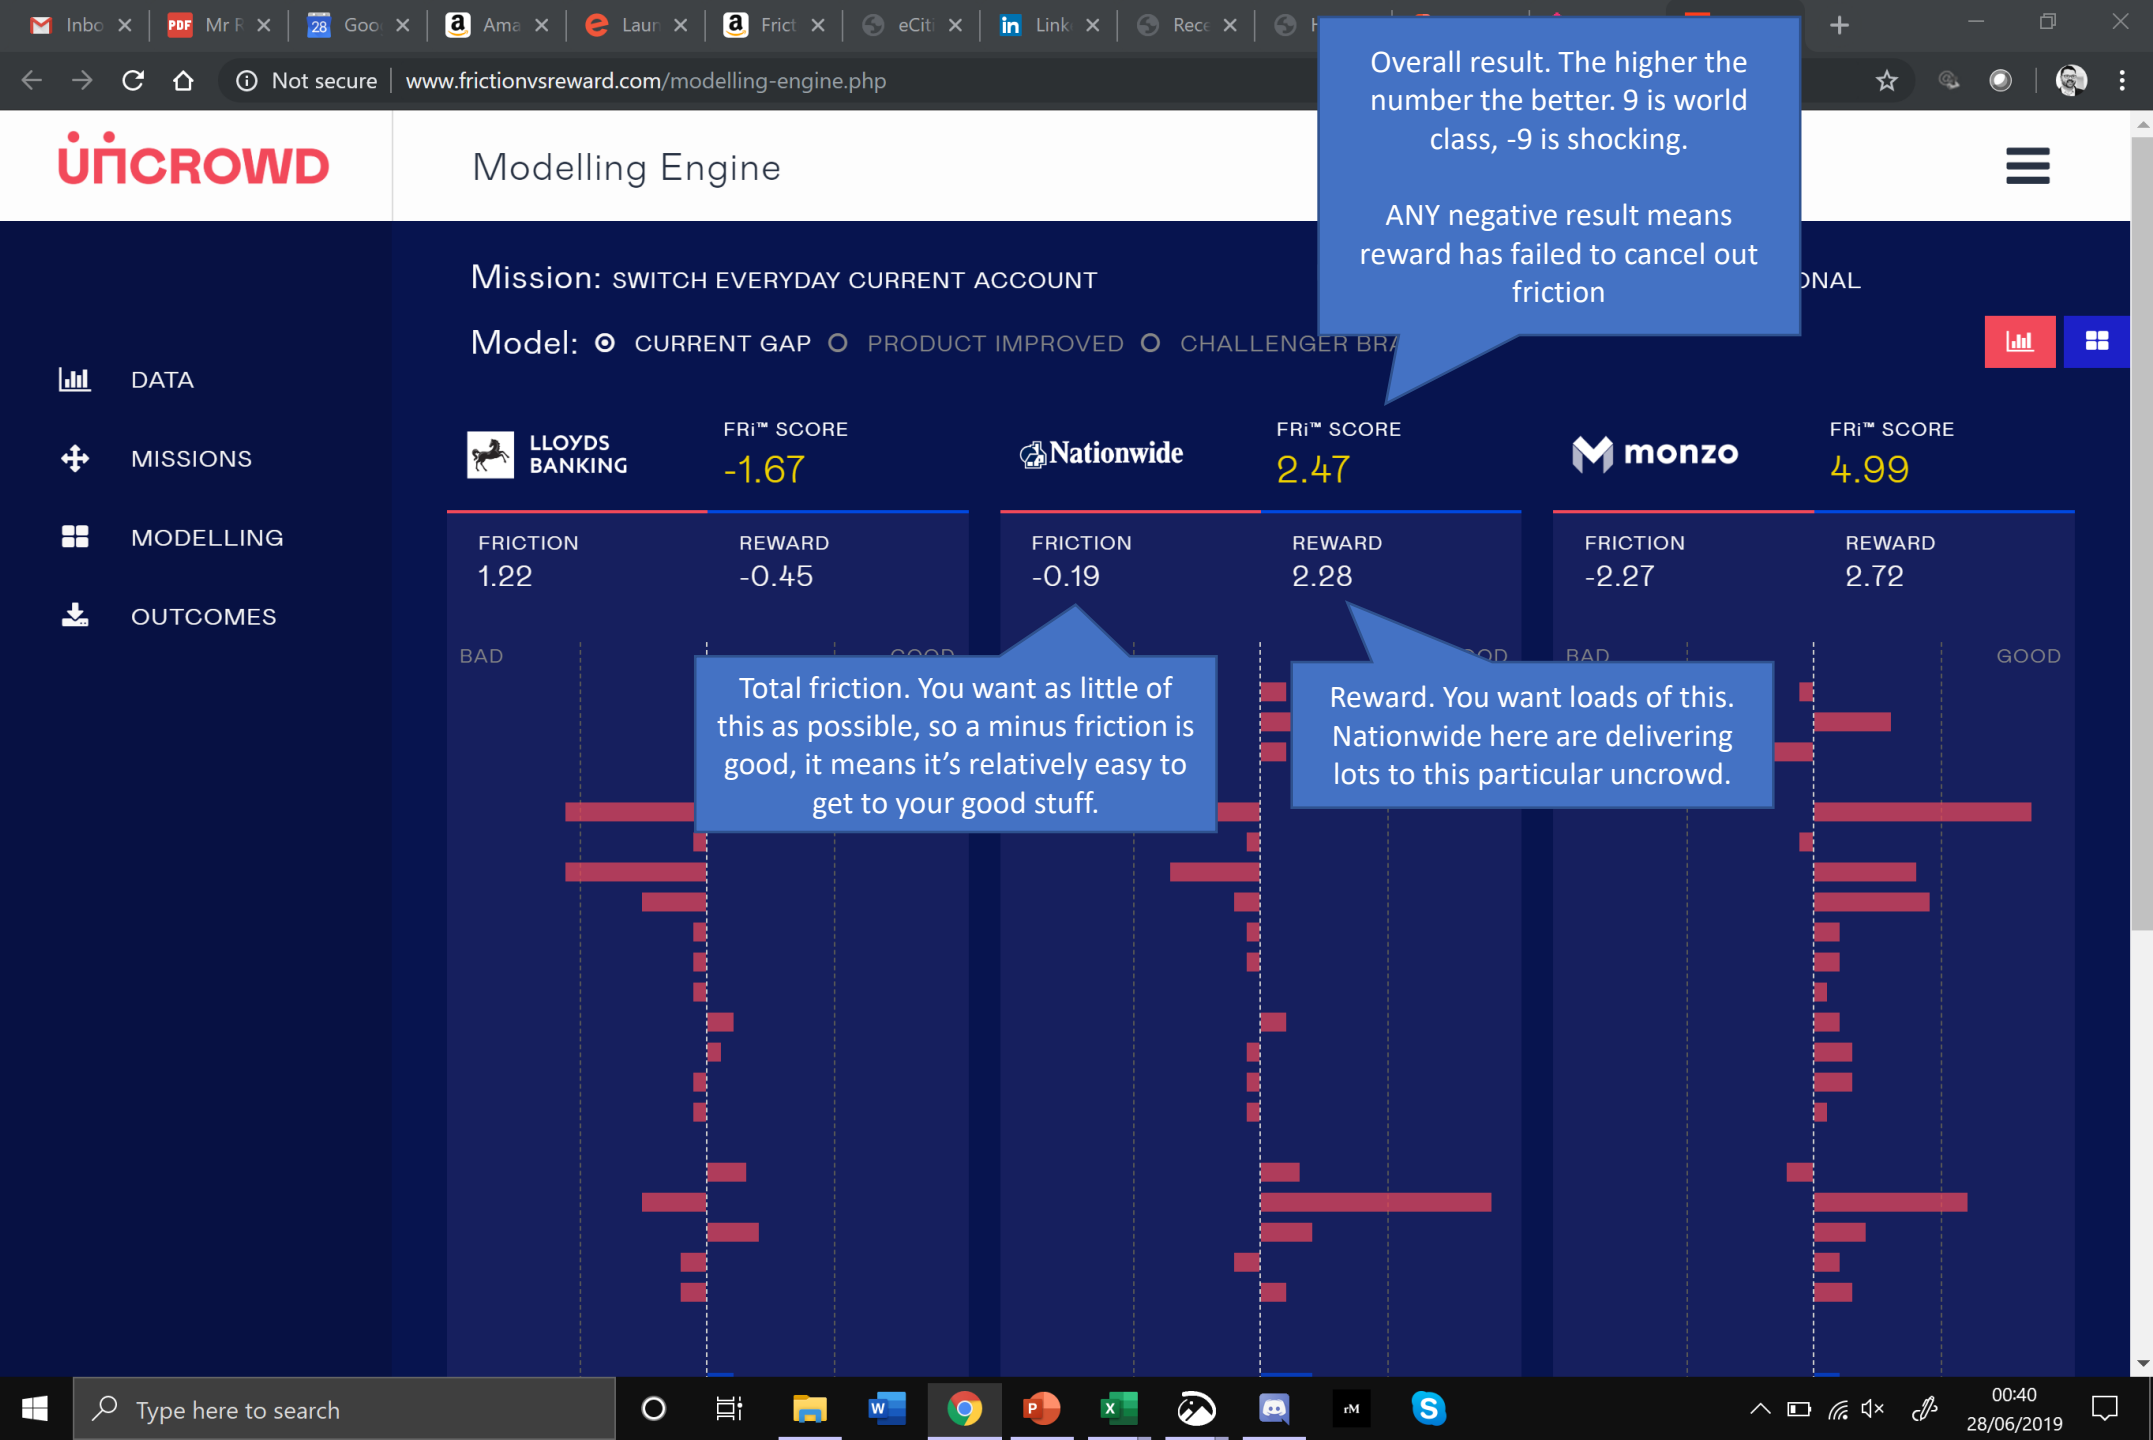 Inbo
PDF Mr R
28 Goo
a Ama
Laun
a Frict
eCiti
in Link
Rece
Not secure www.frictionvsreward.com/modelling-engine.php
Overall result. The higher the
number the better. 9 is world
class, -9 is shocking.
ANY negative result means
reward has failed to cancel out
friction
UNCROWD
Modelling Engine
Mission: SWITCH EVERYDAY CURRENT ACCOUNT
ONAL
Model: CURRENT GAP PRODUCT IMPROVED CHALLENGER BRA
DATA
MISSIONS
MODELLING
OUTCOMES
LLOYDS
BANKING
FRi™ SCORE
-1.67
Nationwide
FRi™ SCORE
2.47
monzo
FRi™ SCORE
4.99
FRICTION
1.22
REWARD
-0.45
FRICTION
-0.19
REWARD
2.28
FRICTION
-2.27
REWARD
2.72
BAD
BAD
GOOD
Total friction. You want as little of
this as possible, so a minus friction is
good, it means it's relatively easy to
get to your good stuff.
Reward. You want loads of this.
Nationwide here are delivering
lots to this particular uncrowd.
Type here to search
rM
00:40
28/06/2019